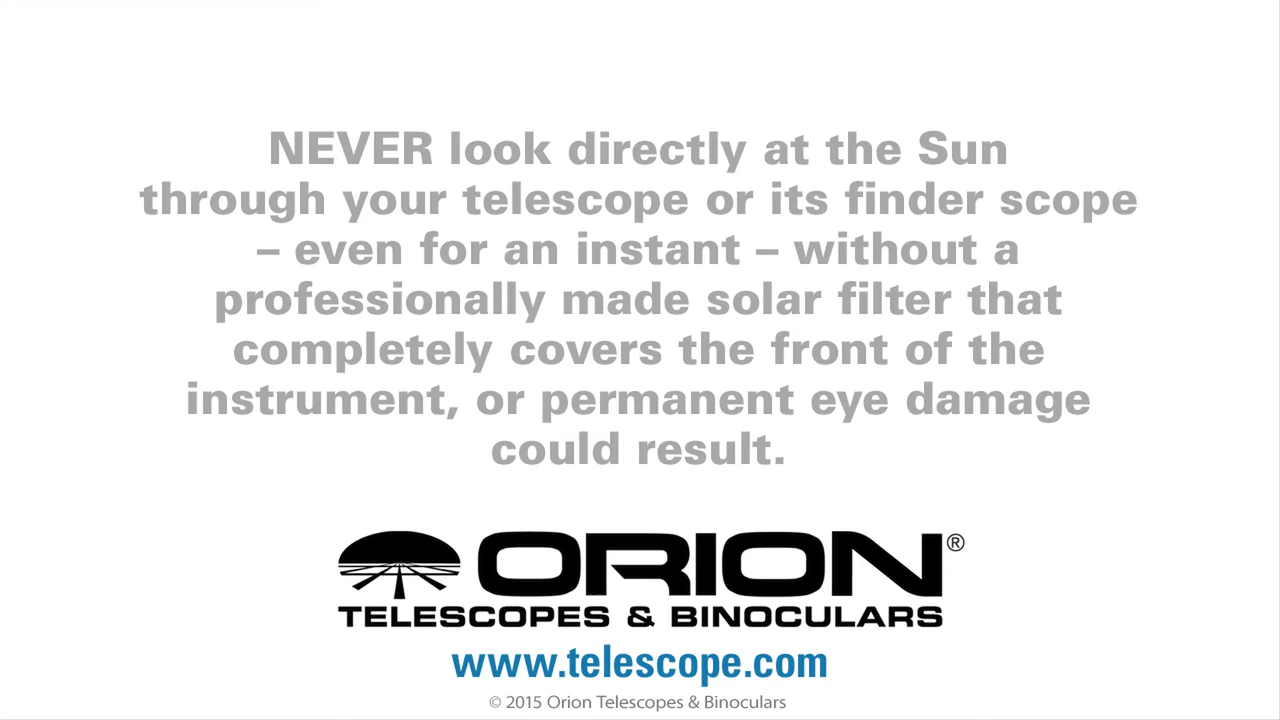 NEVER look directly at the Sun
through your telescope or its finder scope
– even for an instant – without a
professionally made solar filter that
completely covers the front of the
instrument, or permanent eye damage
could result.
ORION®
TELESCOPES & BINOCULARS
www.telescope.com
© 2015 Orion Telescopes & Binoculars